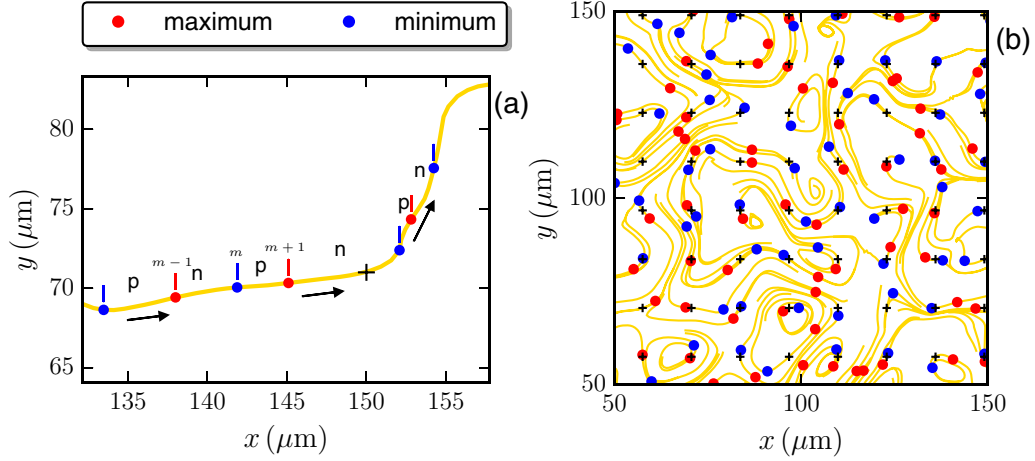 maximum minimum
(a)
(b)
80
75
70
65
y (μm)
n
p
m − 1
m
m + 1
p
n
p
n
135 140 145 150 155
x (μm)
150
100
50
y (μm)
50 100 150
x (μm)